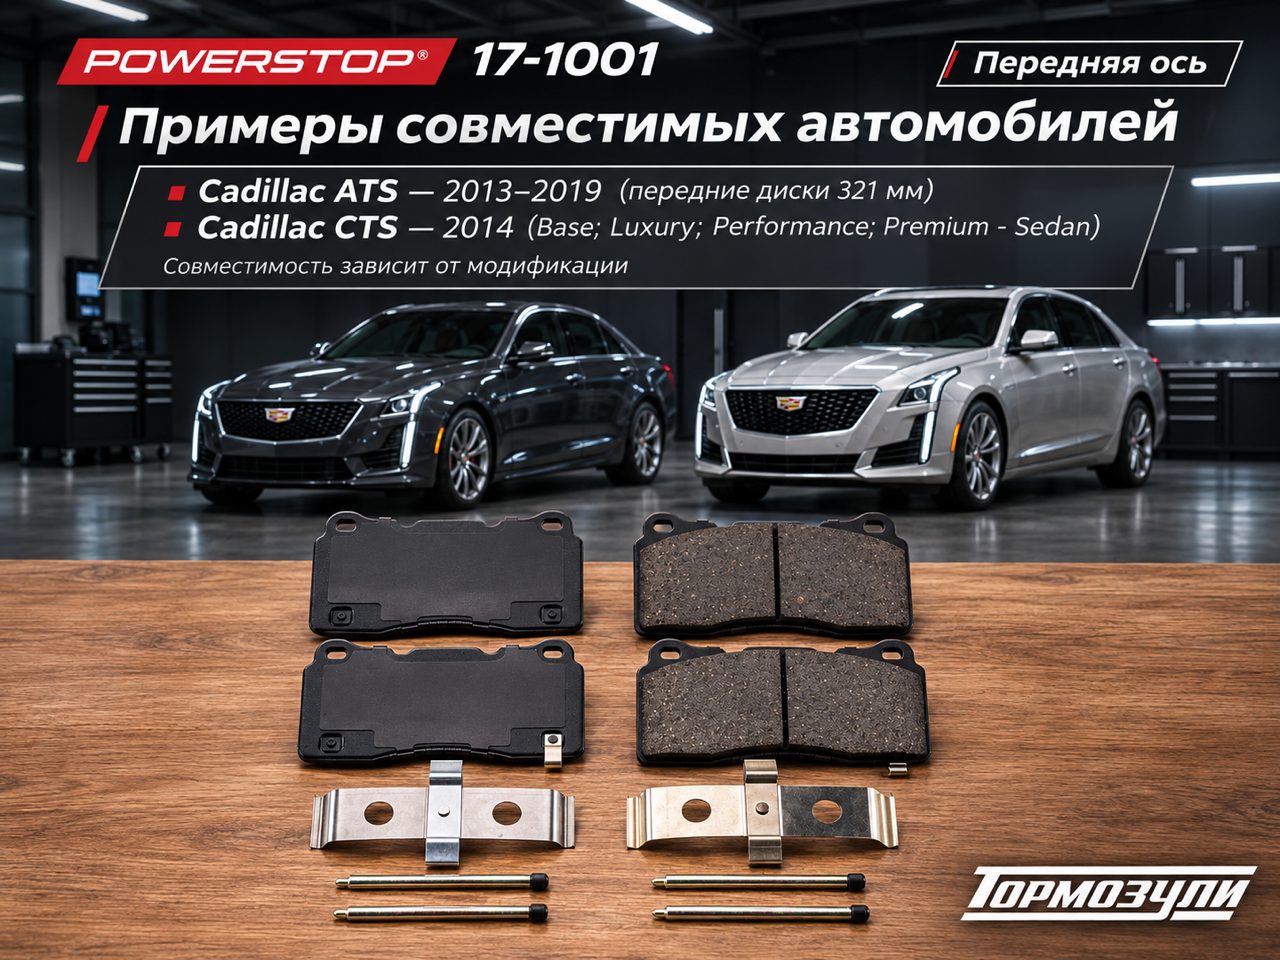 POWERSTOP® 17-1001
Передняя ось
Примеры совместимых автомобилей
Cadillac ATS — 2013–2019 (передние диски 321 мм)
Cadillac CTS — 2014 (Base; Luxury; Performance; Premium - Sedan)
Совместимость зависит от модификации
ТОРМОЗУЛИ